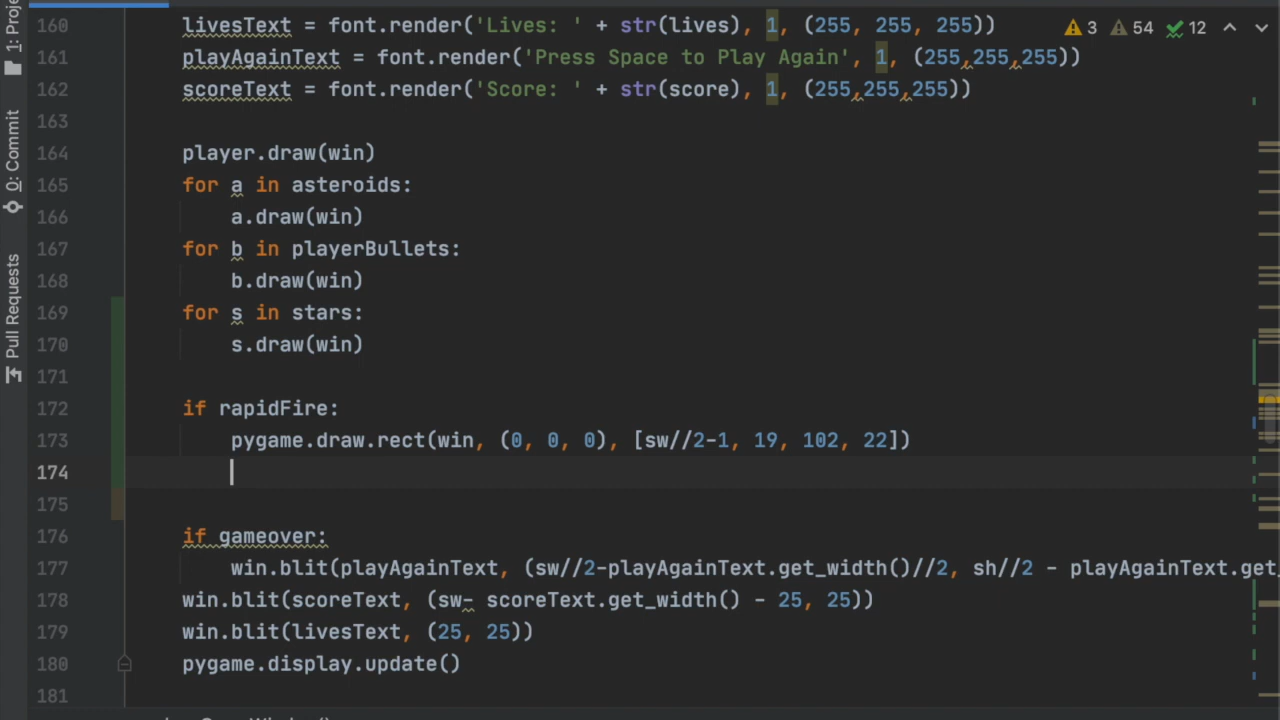 1: Proje
0: Commit
Pull Requests
3 54 12
160 livesText = font.render('Lives: ' + str(lives), 1, (255, 255, 255))
161 playAgainText = font.render('Press Space to Play Again', 1, (255,255,255))
162 scoreText = font.render('Score: ' + str(score), 1, (255,255,255))
163
164 player.draw(win)
165 for a in asteroids:
166 a.draw(win)
167 for b in playerBullets:
168 b.draw(win)
169 for s in stars:
170 s.draw(win)
171
172 if rapidFire:
173 pygame.draw.rect(win, (0, 0, 0), [sw//2-1, 19, 102, 22])
174
175
176 if gameover:
177 win.blit(playAgainText, (sw//2-playAgainText.get_width()//2, sh//2 - playAgainText.get_
178 win.blit(scoreText, (sw- scoreText.get_width() - 25, 25))
179 win.blit(livesText, (25, 25))
180 pygame.display.update()
181